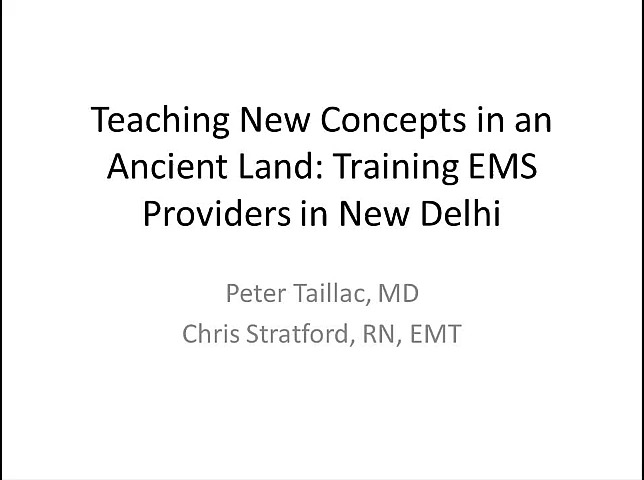 Teaching New Concepts in an
Ancient Land: Training EMS
Providers in New Delhi
Peter Taillac, MD
Chris Stratford, RN, EMT